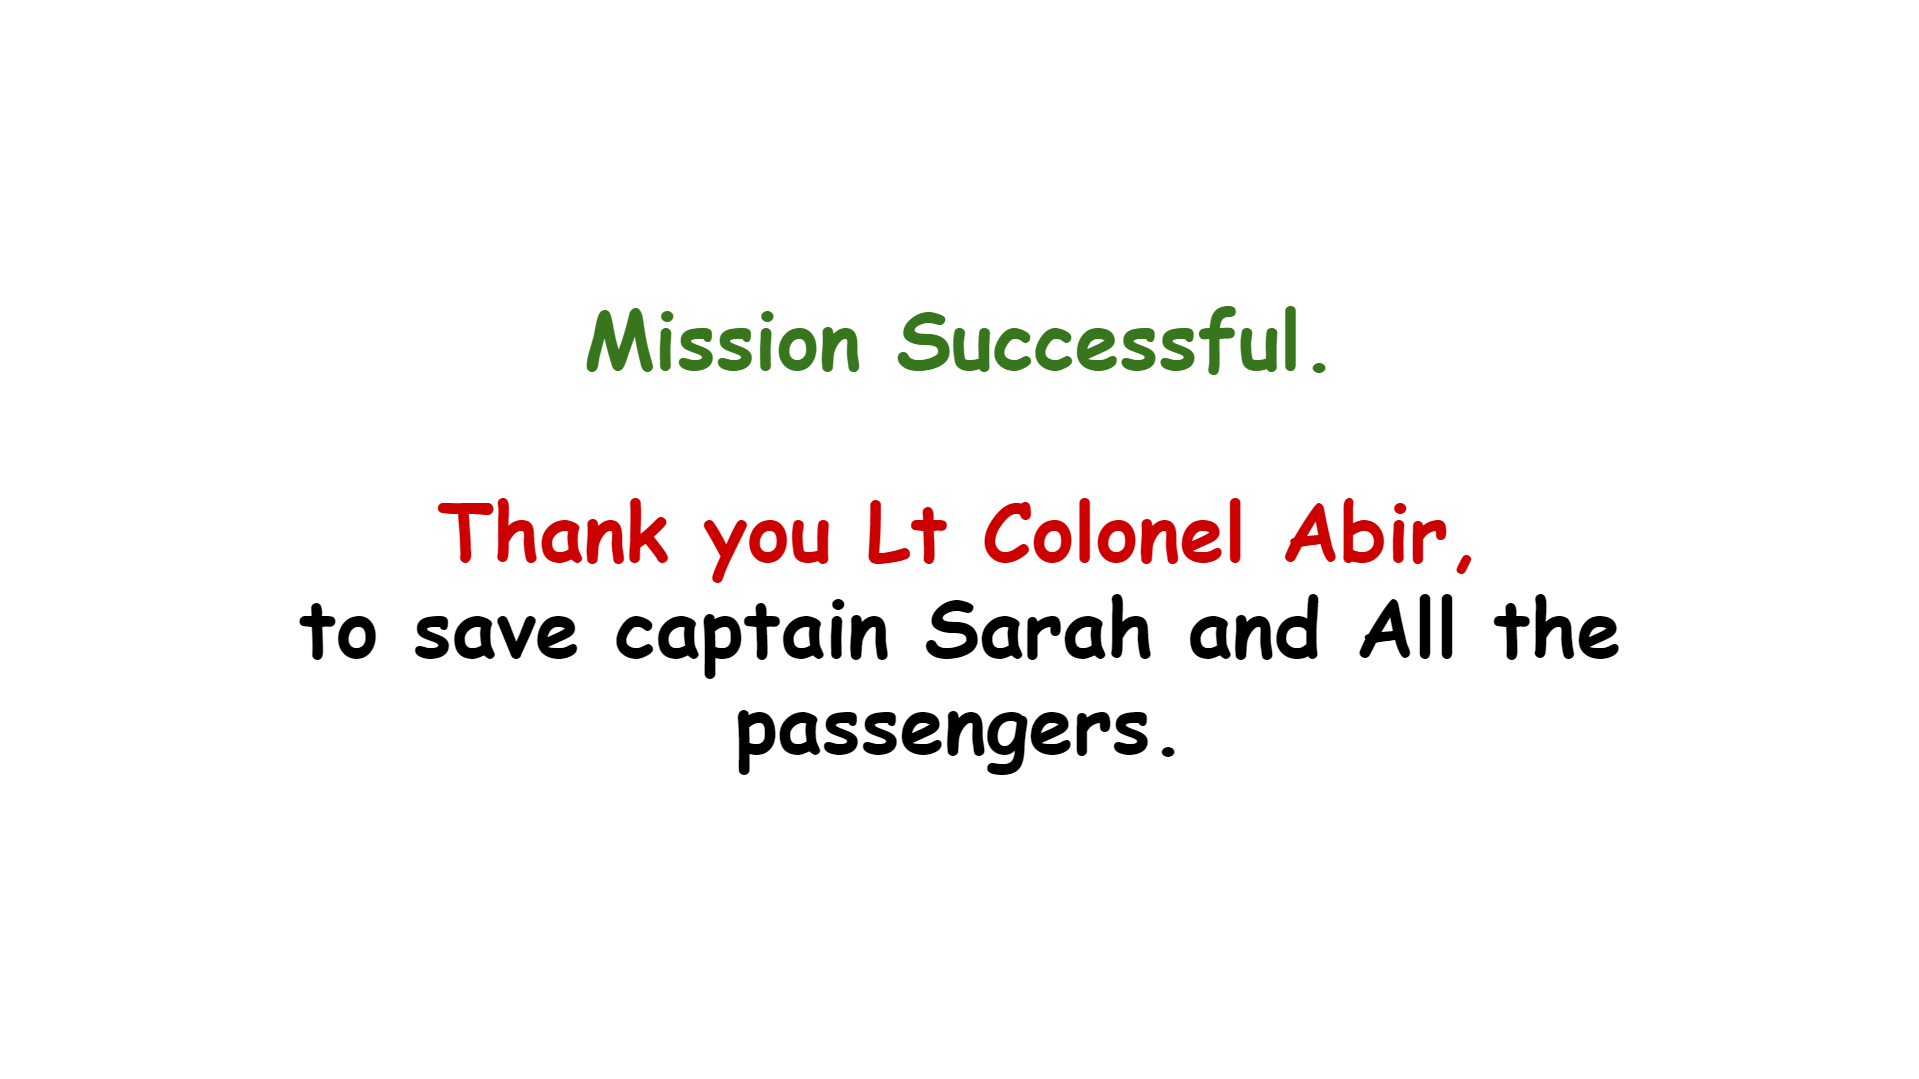 Mission Successful.
Thank you Lt Colonel Abir,
to save captain Sarah and All the
passengers.